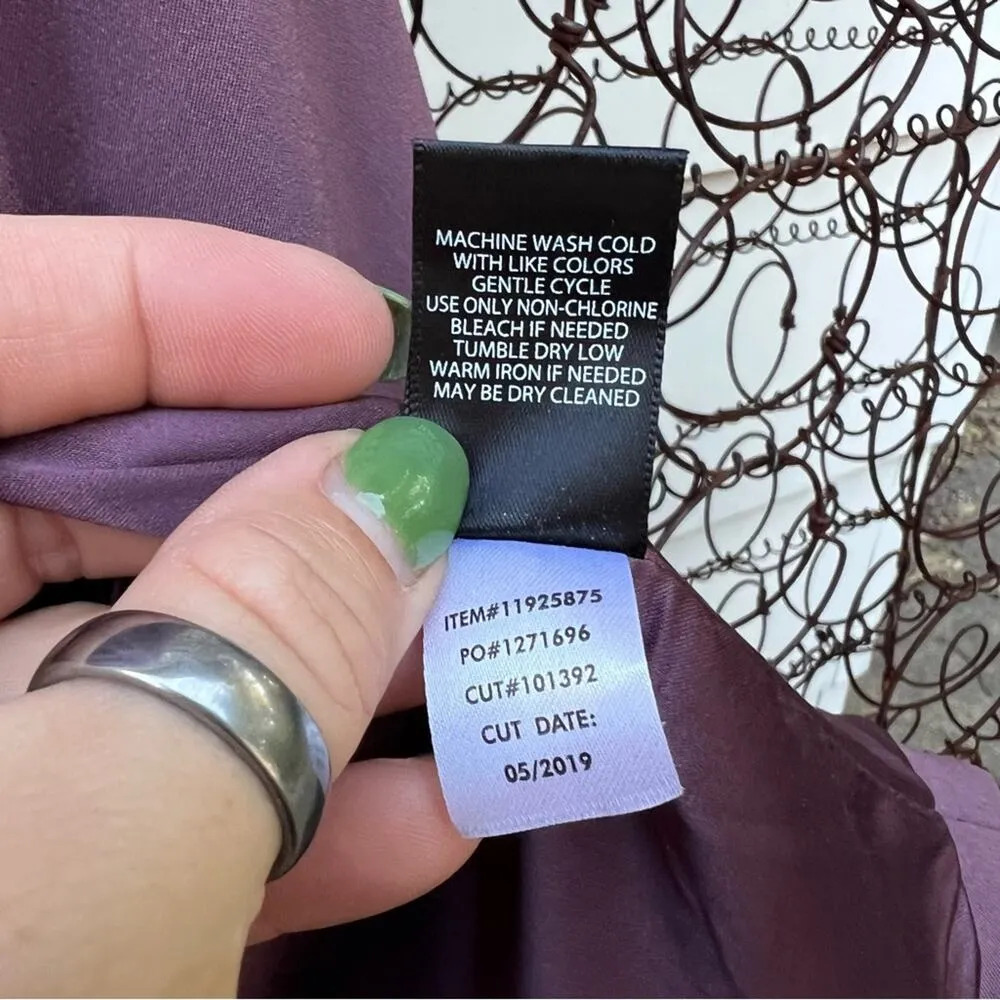 MACHINE WASH COLD
WITH LIKE COLORS
GENTLE CYCLE
USE ONLY NON-CHLORINE
BLEACH IF NEEDED
TUMBLE DRY LOW
WARM IRON IF NEEDED
MAY BE DRY CLEANED
ITEM#11925875
PO#1271696
CUT#101392
CUT DATE:
05/2019